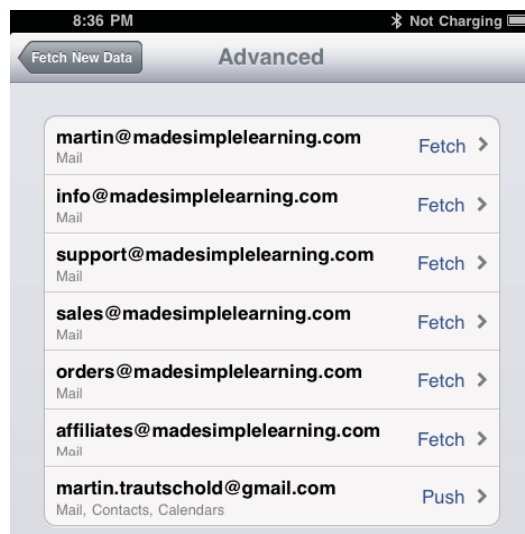 8:36 PM Not Charging
Fetch New Data Advanced
martin@madesimplelearning.com
Mail
Fetch
info@madesimplelearning.com
Mail
Fetch
support@madesimplelearning.com
Mail
Fetch
sales@madesimplelearning.com
Mail
Fetch
orders@madesimplelearning.com
Mail
Fetch
affiliates@madesimplelearning.com
Mail
Fetch
martin.trautschold@gmail.com
Mail, Contacts, Calendars
Push